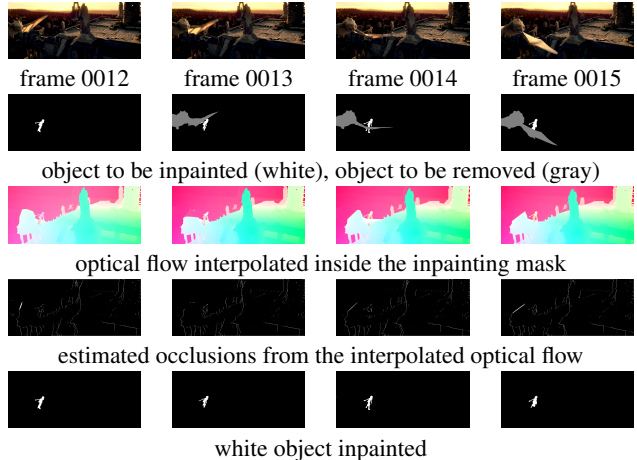 frame 0012 frame 0013 frame 0014 frame 0015
object to be inpainted (white), object to be removed (gray)
optical flow interpolated inside the inpainting mask
estimated occlusions from the interpolated optical flow
white object inpainted